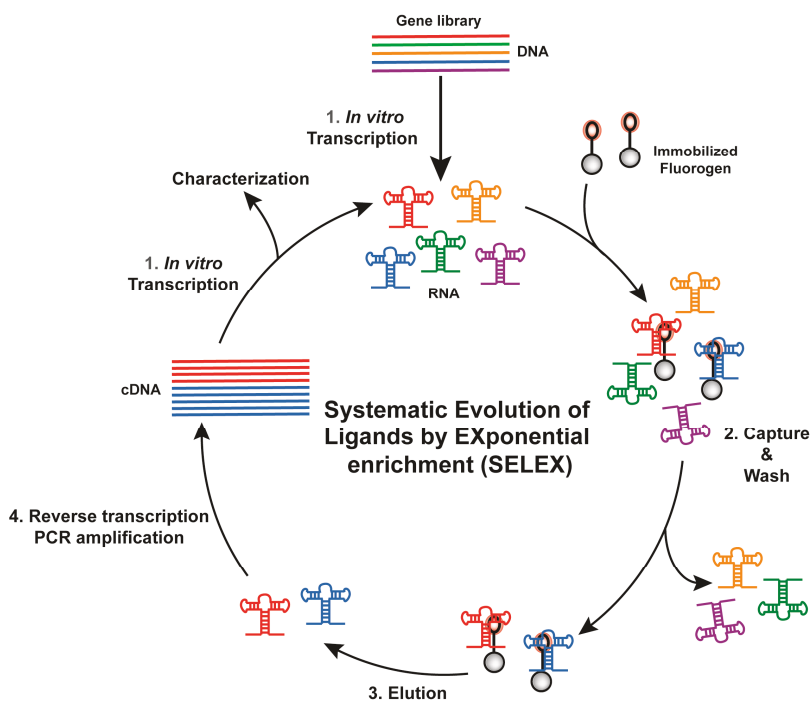 Gene library
DNA
1. In vitro
Transcription
Immobilized
Fluorogen
Characterization
1. In vitro
Transcription
RNA
cDNA
Systematic Evolution of
Ligands by EXponential
enrichment (SELEX)
2. Capture
&
Wash
4. Reverse transcription
PCR amplification
3. Elution